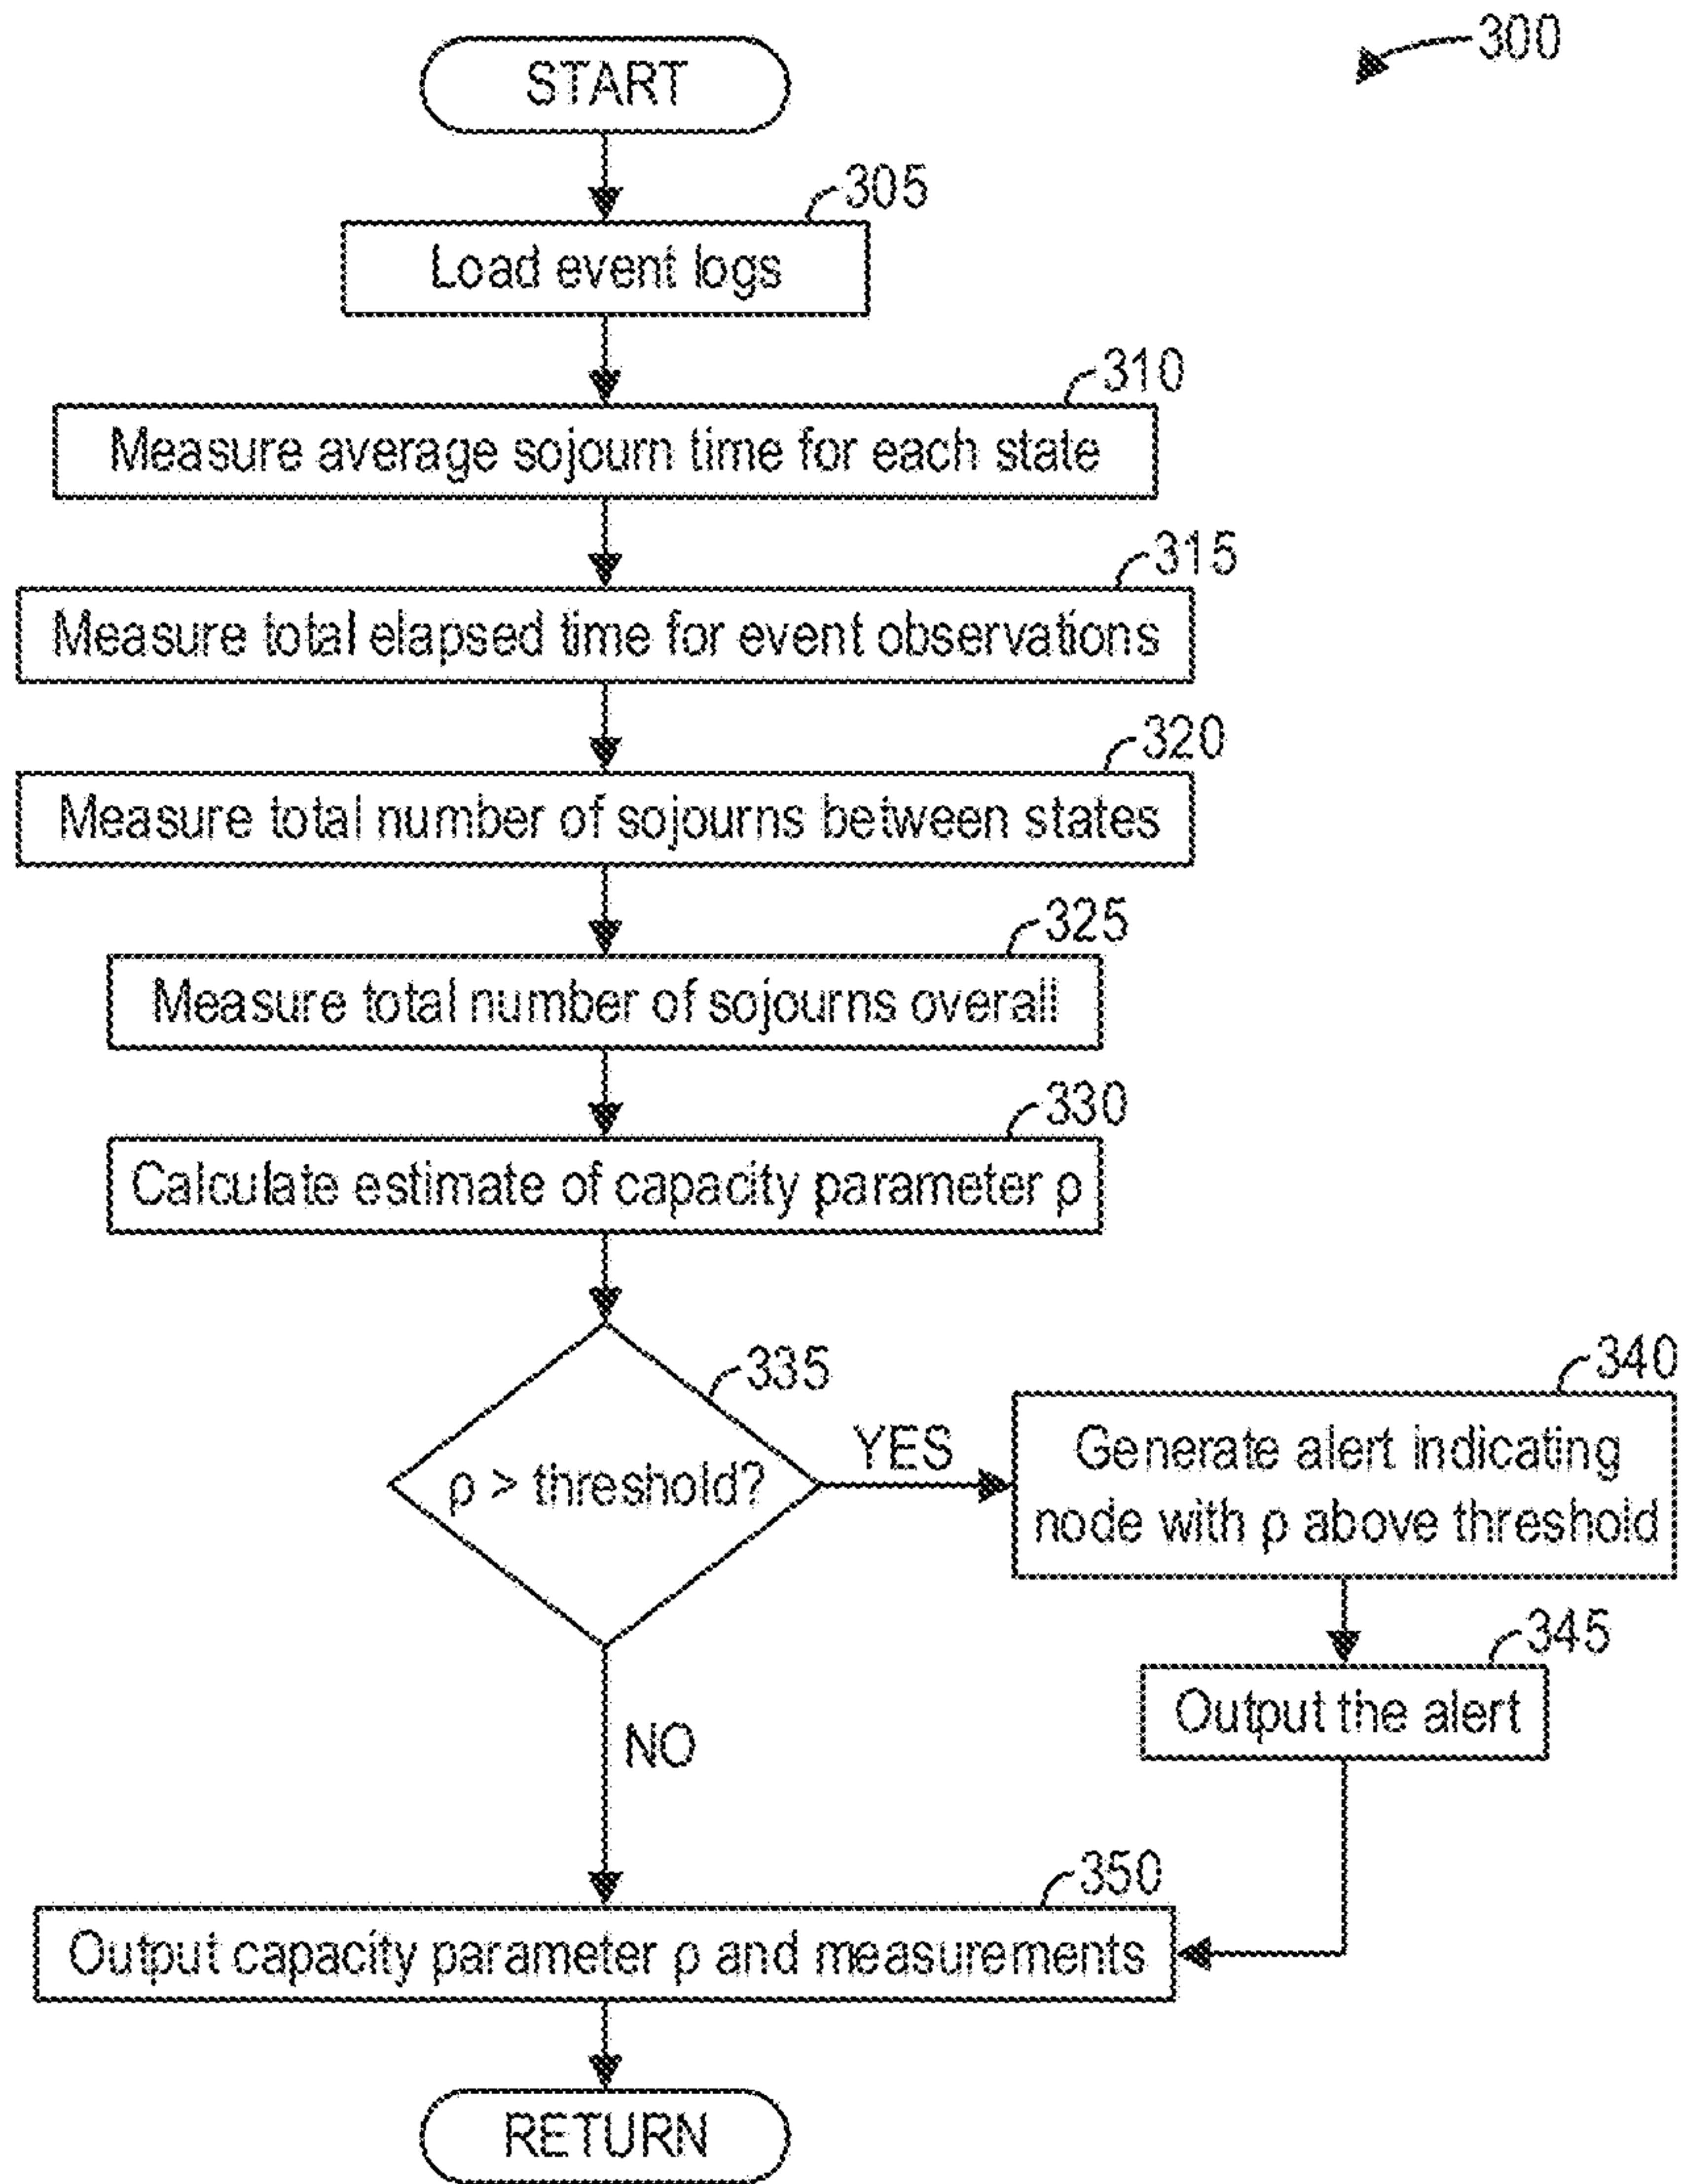 300
START
305
Load event logs
310
Measure average sojourn time for each state
315
Measure total elapsed time for event observations
320
Measure total number of sojourns between states
325
Measure total number of sojourns overall
330
Calculate estimate of capacity parameter ρ
335
ρ > threshold?
YES
340
Generate alert indicating
node with ρ above threshold
345
Output the alert
NO
350
Output capacity parameter ρ and measurements
RETURN